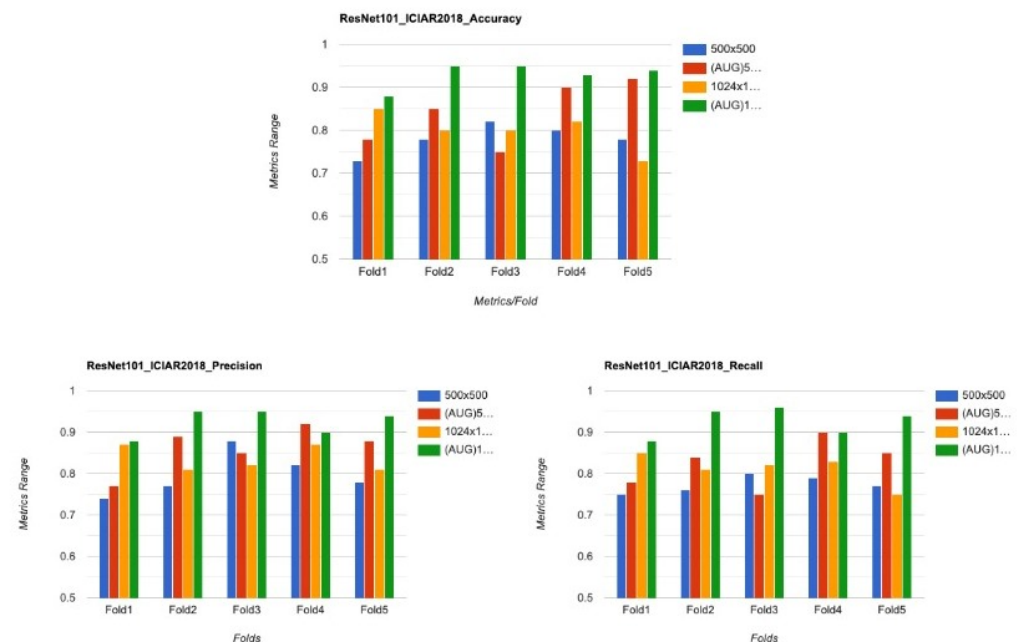 ResNet101_ICIAR2018_Accuracy
Metrics Range
1
0.9
0.8
0.7
0.6
0.5
Fold1 Fold2 Fold3 Fold4 Fold5
Metrics/Fold
500x500
(AUG)5...
1024x1...
(AUG)1...
ResNet101_ICIAR2018_Precision
Metrics Range
1
0.9
0.8
0.7
0.6
0.5
Fold1 Fold2 Fold3 Fold4 Fold5
Folds
500x500
(AUG)5...
1024x1...
(AUG)1...
ResNet101_ICIAR2018_Recall
Metrics Range
1
0.9
0.8
0.7
0.6
0.5
Fold1 Fold2 Fold3 Fold4 Fold5
Folds
500x500
(AUG)5...
1024x1...
(AUG)1...